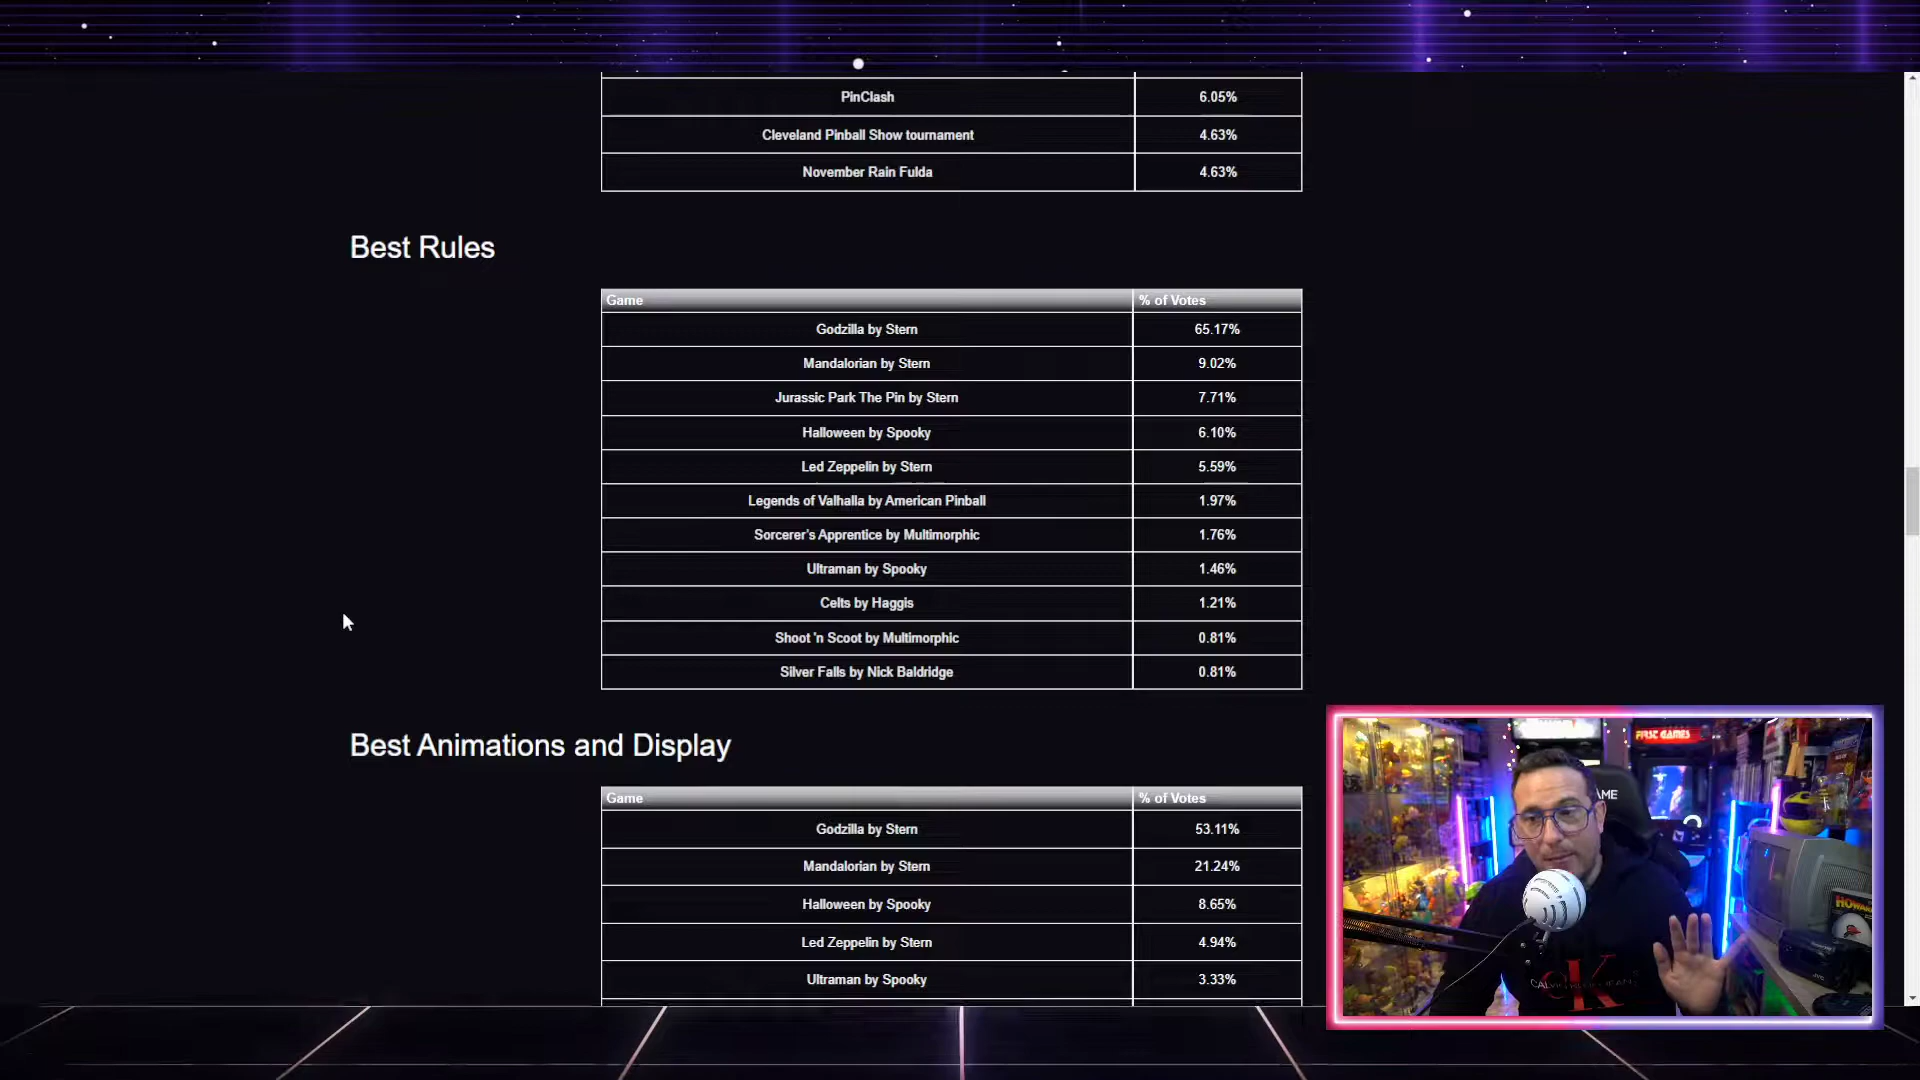 PinClash 6.05%
Cleveland Pinball Show tournament 4.63%
November Rain Fulda 4.63%
Best Rules
Game % of Votes
Godzilla by Stern 65.17%
Mandalorian by Stern 9.02%
Jurassic Park The Pin by Stern 7.71%
Halloween by Spooky 6.10%
Led Zeppelin by Stern 5.59%
Legends of Valhalla by American Pinball 1.97%
Sorcerer's Apprentice by Multimorphic 1.76%
Ultraman by Spooky 1.46%
Celts by Haggis 1.21%
Shoot 'n Scoot by Multimorphic 0.81%
Silver Falls by Nick Baldridge 0.81%
Best Animations and Display
Game % of Votes
Godzilla by Stern 53.11%
Mandalorian by Stern 21.24%
Halloween by Spooky 8.65%
Led Zeppelin by Stern 4.94%
Ultraman by Spooky 3.33%
FIRST GAMES
AME
JVC